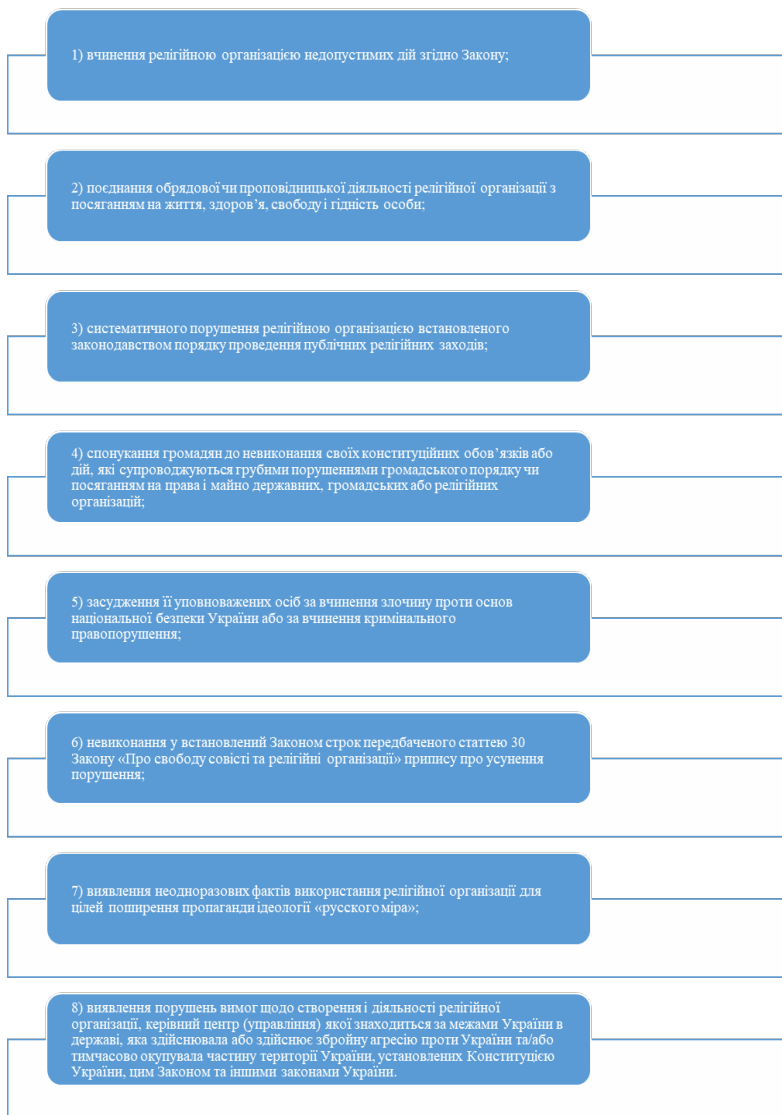 1) вчинення релігійною організацією недопустимих дій згідно Закону;
2) поєднання обрядової чи проповідницької діяльності релігійної організації з
посяганням на життя, здоров’я, свободу і гідність особи;
3) систематичного порушення релігійною організацією встановленого
законодавством порядку проведення публічних релігійних заходів;
4) спонукання громадян до невиконання своїх конституційних обов’язків або
дій, які супроводжуються грубими порушеннями громадського порядку чи
посяганням на права і майно державних, громадських або релігійних
організацій;
5) засудження її уповноважених осіб за вчинення злочину проти основ
національної безпеки України або за вчинення кримінального
правопорушення;
6) невиконання у встановлений Законом строк передбаченого статтею 30
Закону «Про свободу совісті та релігійні організації» припису про усунення
порушення;
7) виявлення неодноразових фактів використання релігійної організації для
цілей поширення пропаганди ідеології «русского міра»;
8) виявлення порушень вимог щодо створення і діяльності релігійної
організації, керівний центр (управління) якої знаходиться за межами України в
державі, яка здійснювала або здійснює збройну агресію проти України та/або
тимчасово окупувала частину території України, установлених Конституцією
України, цим Законом та іншими законами України.